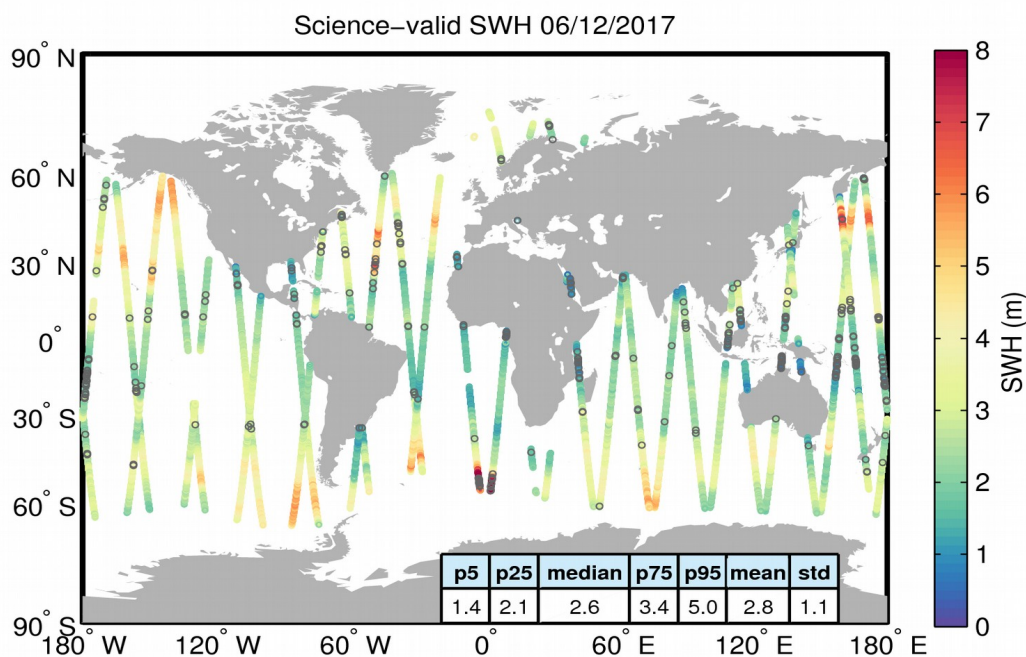 Science−valid SWH 06/12/2017
90° N
60° N
30° N
0°
30° S
60° S
90° S
180° W
120° W
60° W
0°
60° E
120° E
180° E
8
7
6
5
4
3
2
1
0
SWH (m)
p5 p25 median p75 p95 mean std
1.4 2.1 2.6 3.4 5.0 2.8 1.1